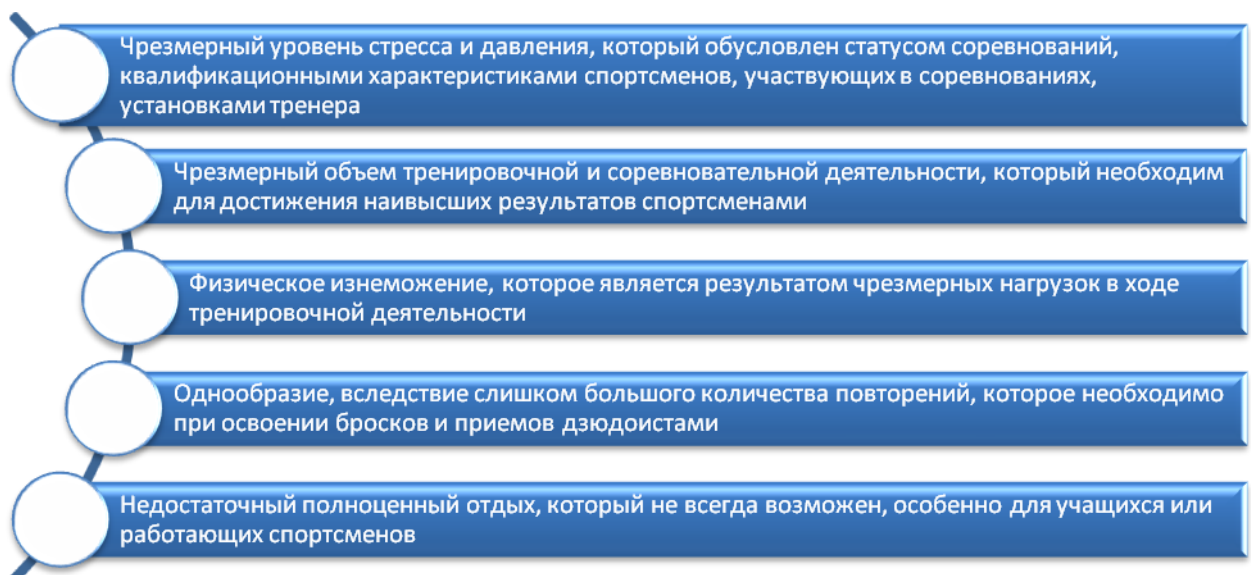 Чрезмерный уровень стресса и давления, который обусловлен статусом соревнований,
квалификационными характеристиками спортсменов, участвующих в соревнованиях,
установками тренера
Чрезмерный объем тренировочной и соревновательной деятельности, который необходим
для достижения наивысших результатов спортсменами
Физическое изнеможение, которое является результатом чрезмерных нагрузок в ходе
тренировочной деятельности
Однообразие, вследствие слишком большого количества повторений, которое необходимо
при освоении бросков и приемов дзюдоистами
Недостаточный полноценный отдых, который не всегда возможен, особенно для учащихся или
работающих спортсменов